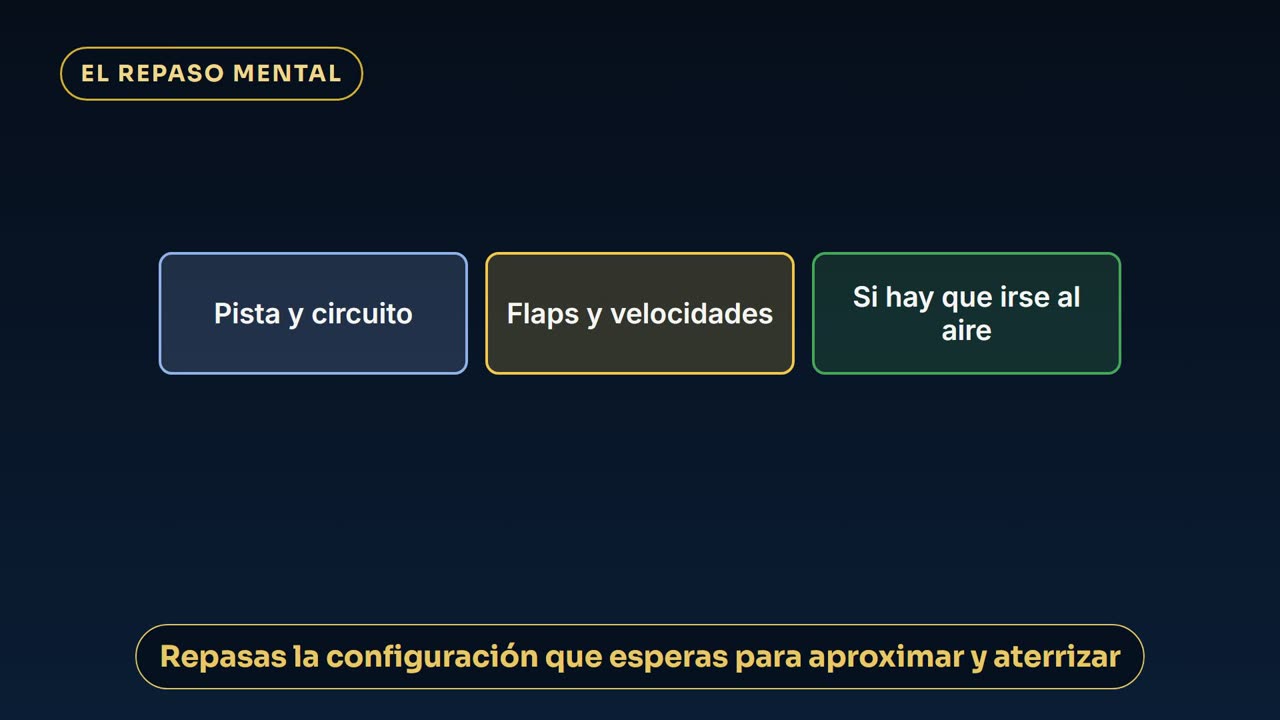 EL REPASO MENTAL
Pista y circuito
Flaps y velocidades
Si hay que irse al
aire
Repasas la configuración que esperas para aproximar y aterrizar